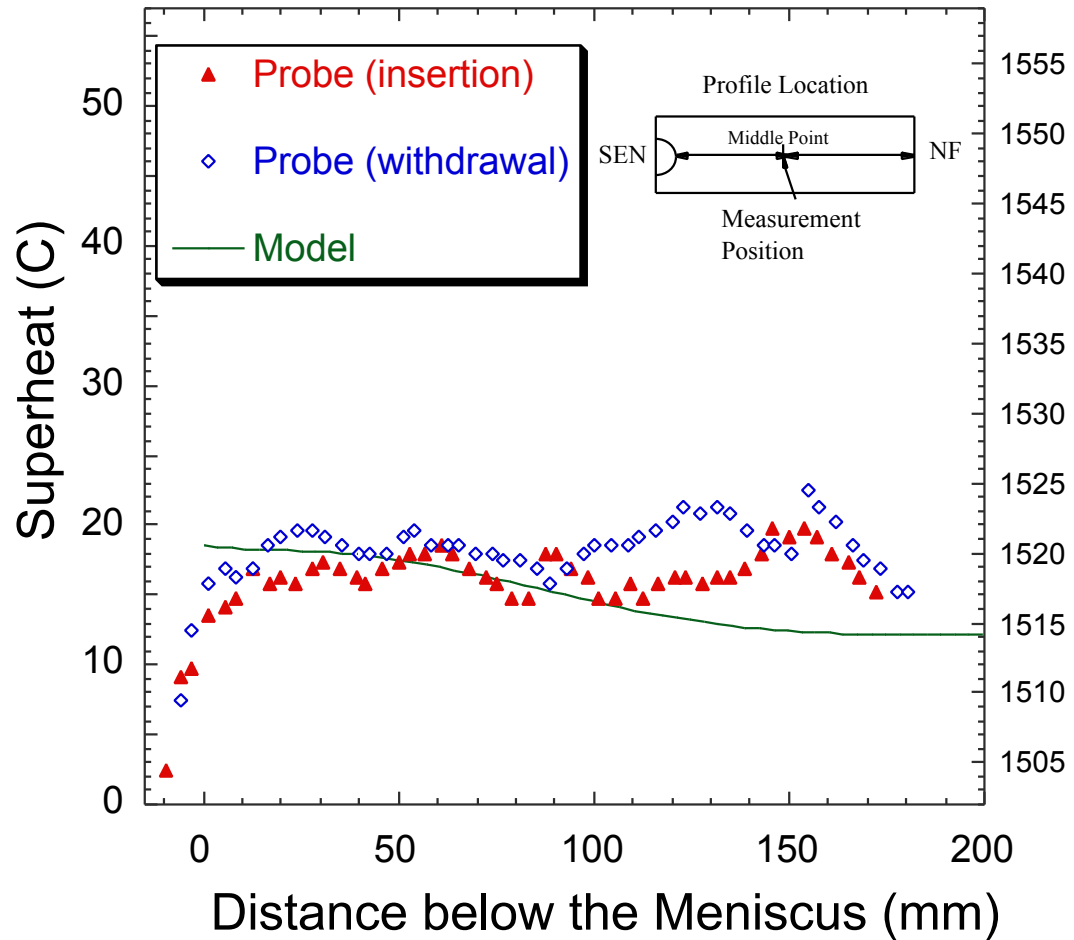 Probe (insertion)
Probe (withdrawal)
Model
Profile Location
SEN
Middle Point
NF
Measurement
Position
Superheat (C)
50
40
30
20
10
0
1555
1550
1545
1540
1535
1530
1525
1520
1515
1510
1505
0
50
100
150
200
Distance below the Meniscus (mm)